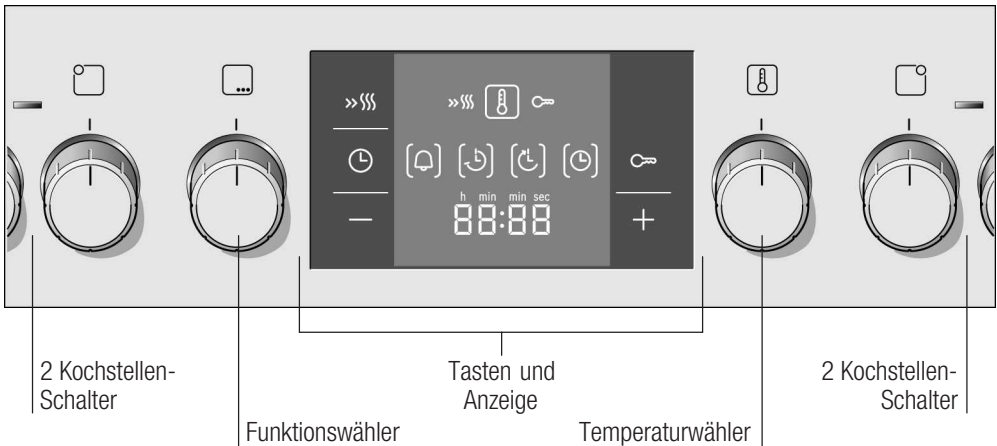 h min min sec
88:88
2 Kochstellen-
Schalter
Tasten und
Anzeige
2 Kochstellen-
Schalter
Funktionswähler
Temperaturwähler